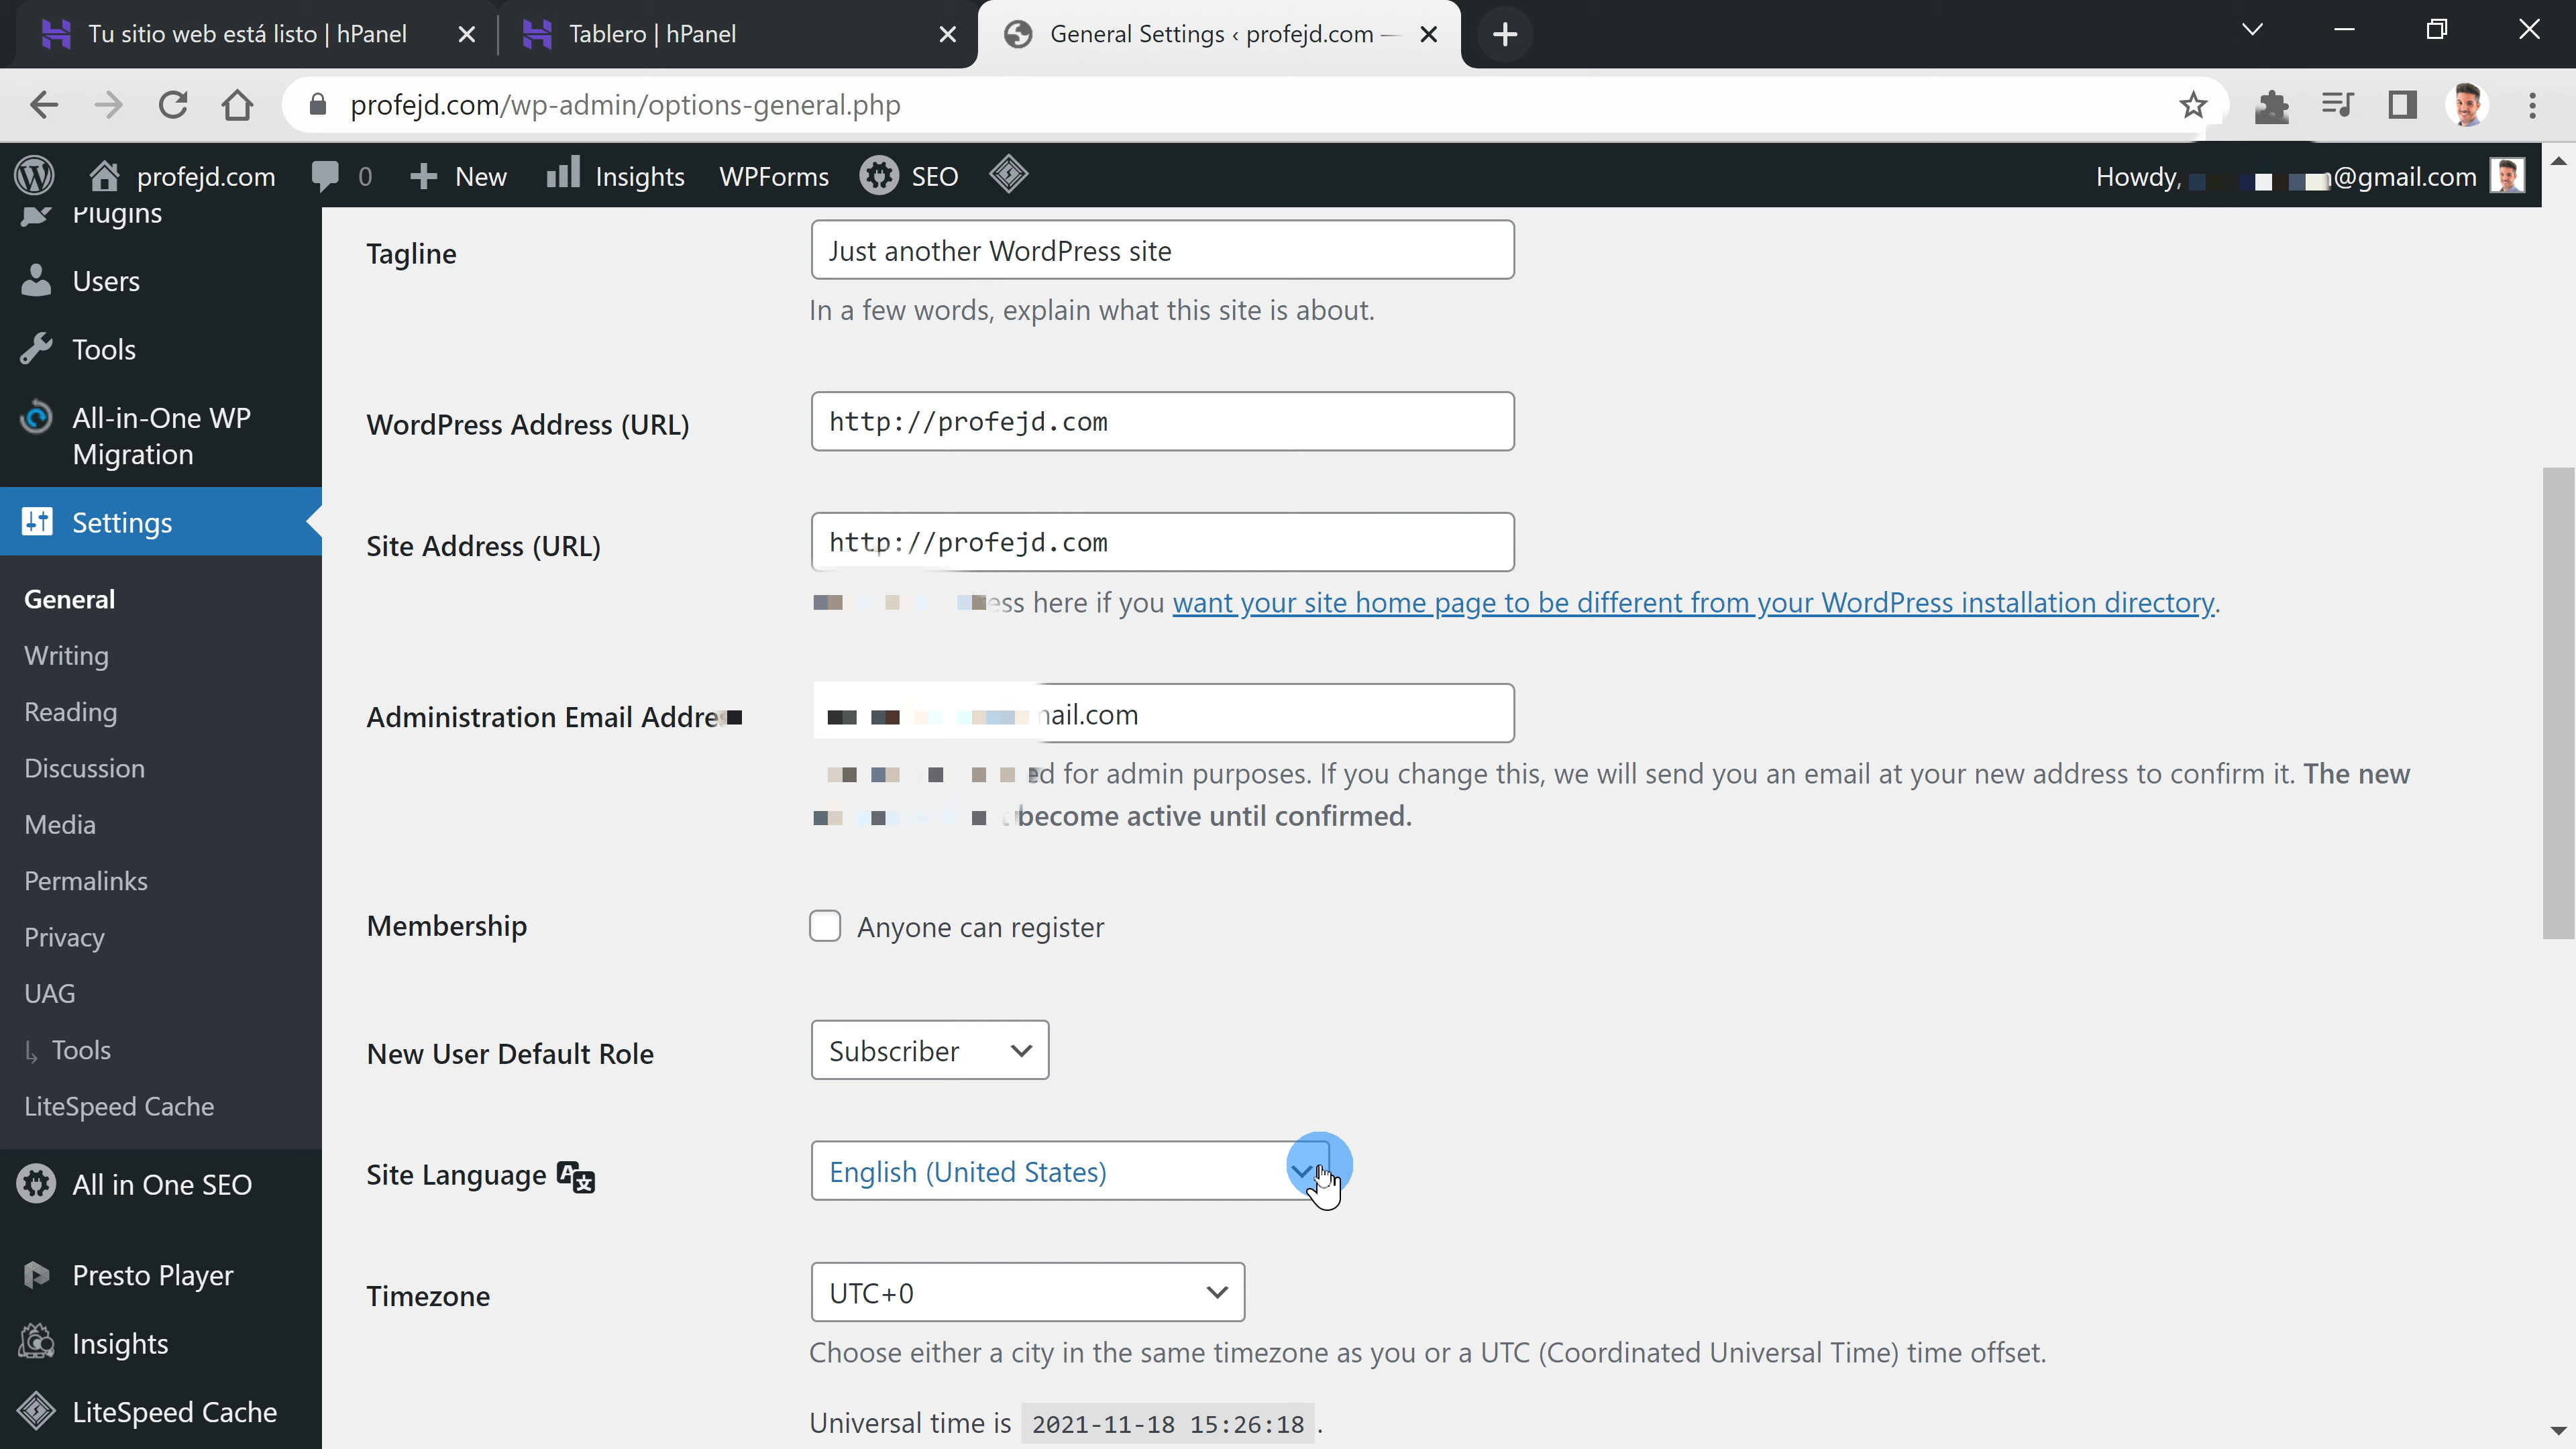 Tu sitio web está listo | hPanel
Tablero | hPanel
General Settings ‹ profejd.com —
profejd.com/wp-admin/options-general.php
profejd.com
0
New
Insights
WPForms
SEO
Howdy, @gmail.com
Plugins
Users
Tools
All-in-One WP
Migration
Settings
General
Writing
Reading
Discussion
Media
Permalinks
Privacy
UAG
Tools
LiteSpeed Cache
All in One SEO
Presto Player
Insights
LiteSpeed Cache
Tagline
Just another WordPress site
In a few words, explain what this site is about.
WordPress Address (URL)
http://profejd.com
Site Address (URL)
http://profejd.com
here if you want your site home page to be different from your WordPress installation directory.
Administration Email
ail.com
for admin purposes. If you change this, we will send you an email at your new address to confirm it. The new
become active until confirmed.
Membership
Anyone can register
New User Default Role
Subscriber
Site Language
English (United States)
Timezone
UTC+0
Choose either a city in the same timezone as you or a UTC (Coordinated Universal Time) time offset.
Universal time is 2021-11-18 15:26:18 .